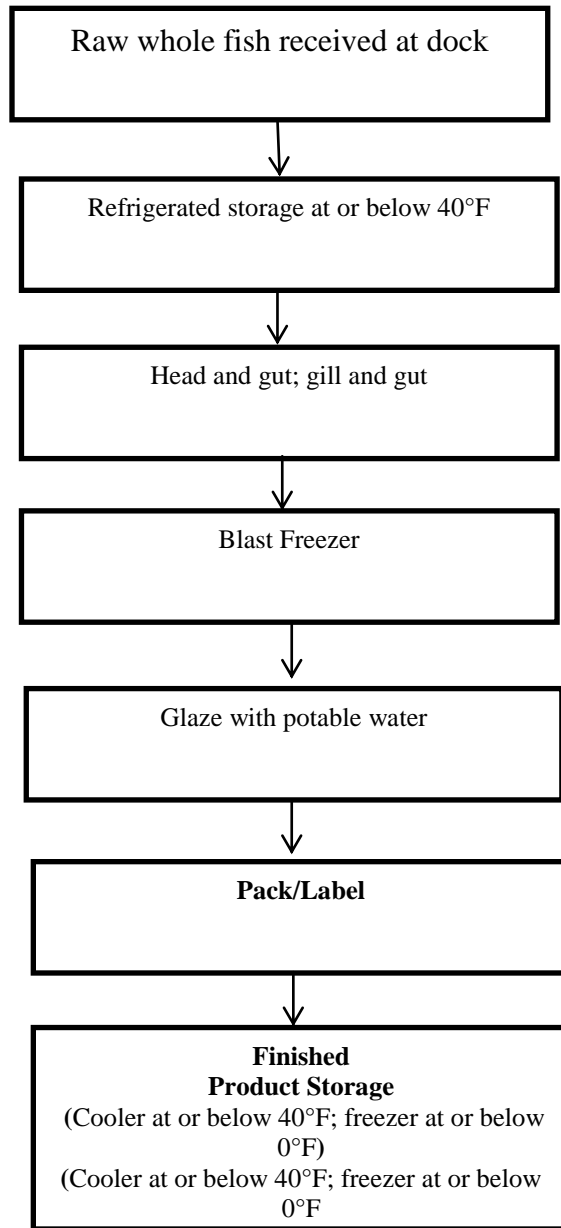 Raw whole fish received at dock
Refrigerated storage at or below 40°F
Head and gut; gill and gut
Blast Freezer
Glaze with potable water
Pack/Label
Finished
Product Storage
(Cooler at or below 40°F; freezer at or below
0°F)
(Cooler at or below 40°F; freezer at or below
0°F